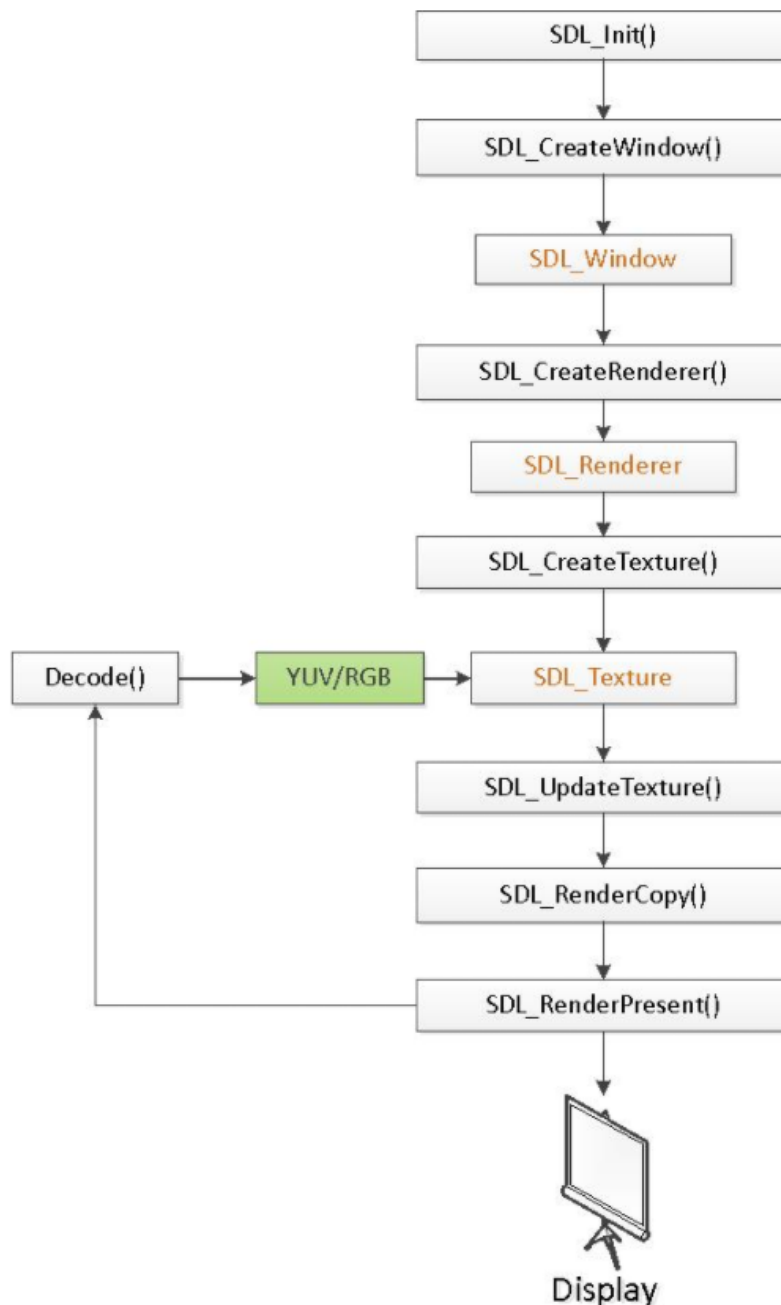 SDL_Init()
SDL_CreateWindow()
SDL_Window
SDL_CreateRenderer()
SDL_Renderer
SDL_CreateTexture()
Decode()
YUV/RGB
SDL_Texture
SDL_UpdateTexture()
SDL_RenderCopy()
SDL_RenderPresent()
Display